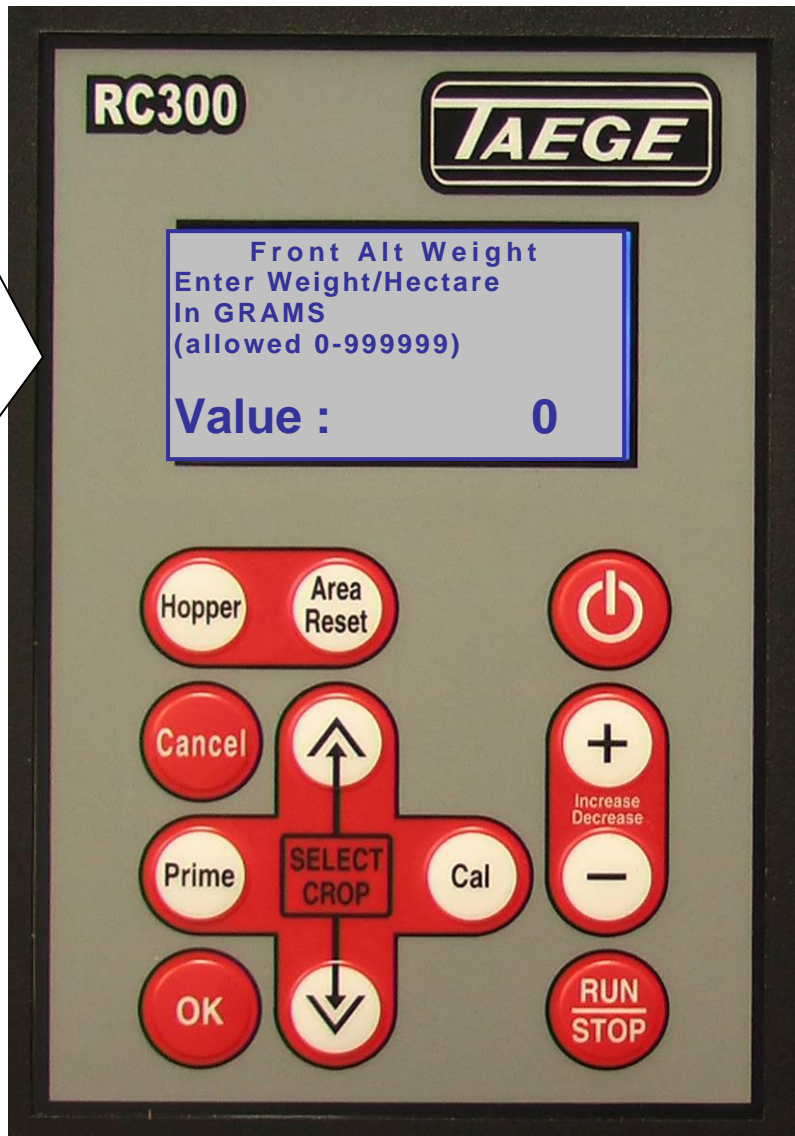 RC300
TAEGE
Front Alt Weight
Enter Weight/Hectare
In GRAMS
(allowed 0-999999)
Value : 0
Hopper
Area
Reset
Cancel
+
Increase
Decrease
Prime
SELECT
CROP
Cal
−
OK
RUN
STOP